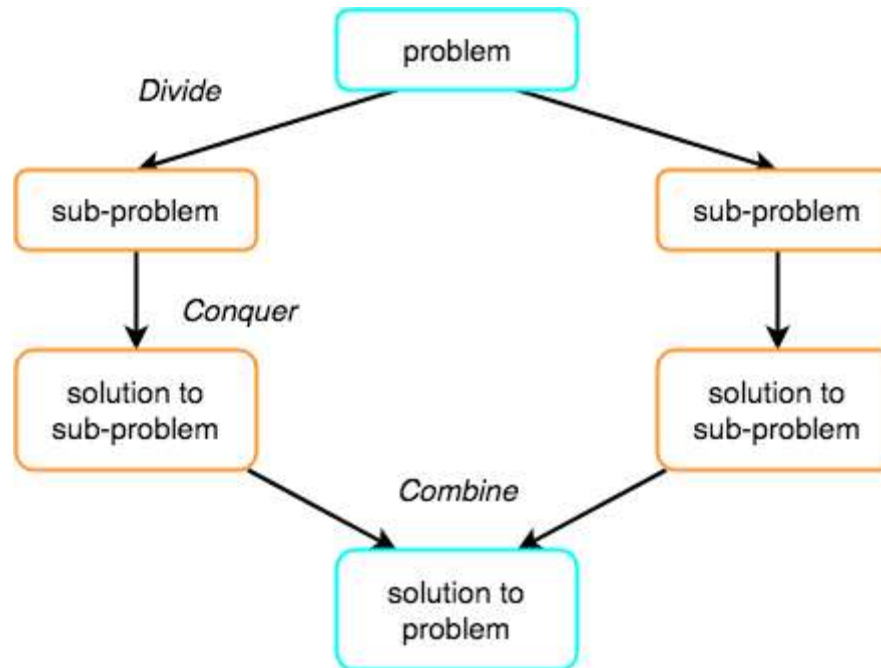 problem
Divide
sub-problem
sub-problem
Conquer
solution to
sub-problem
solution to
sub-problem
Combine
solution to
problem